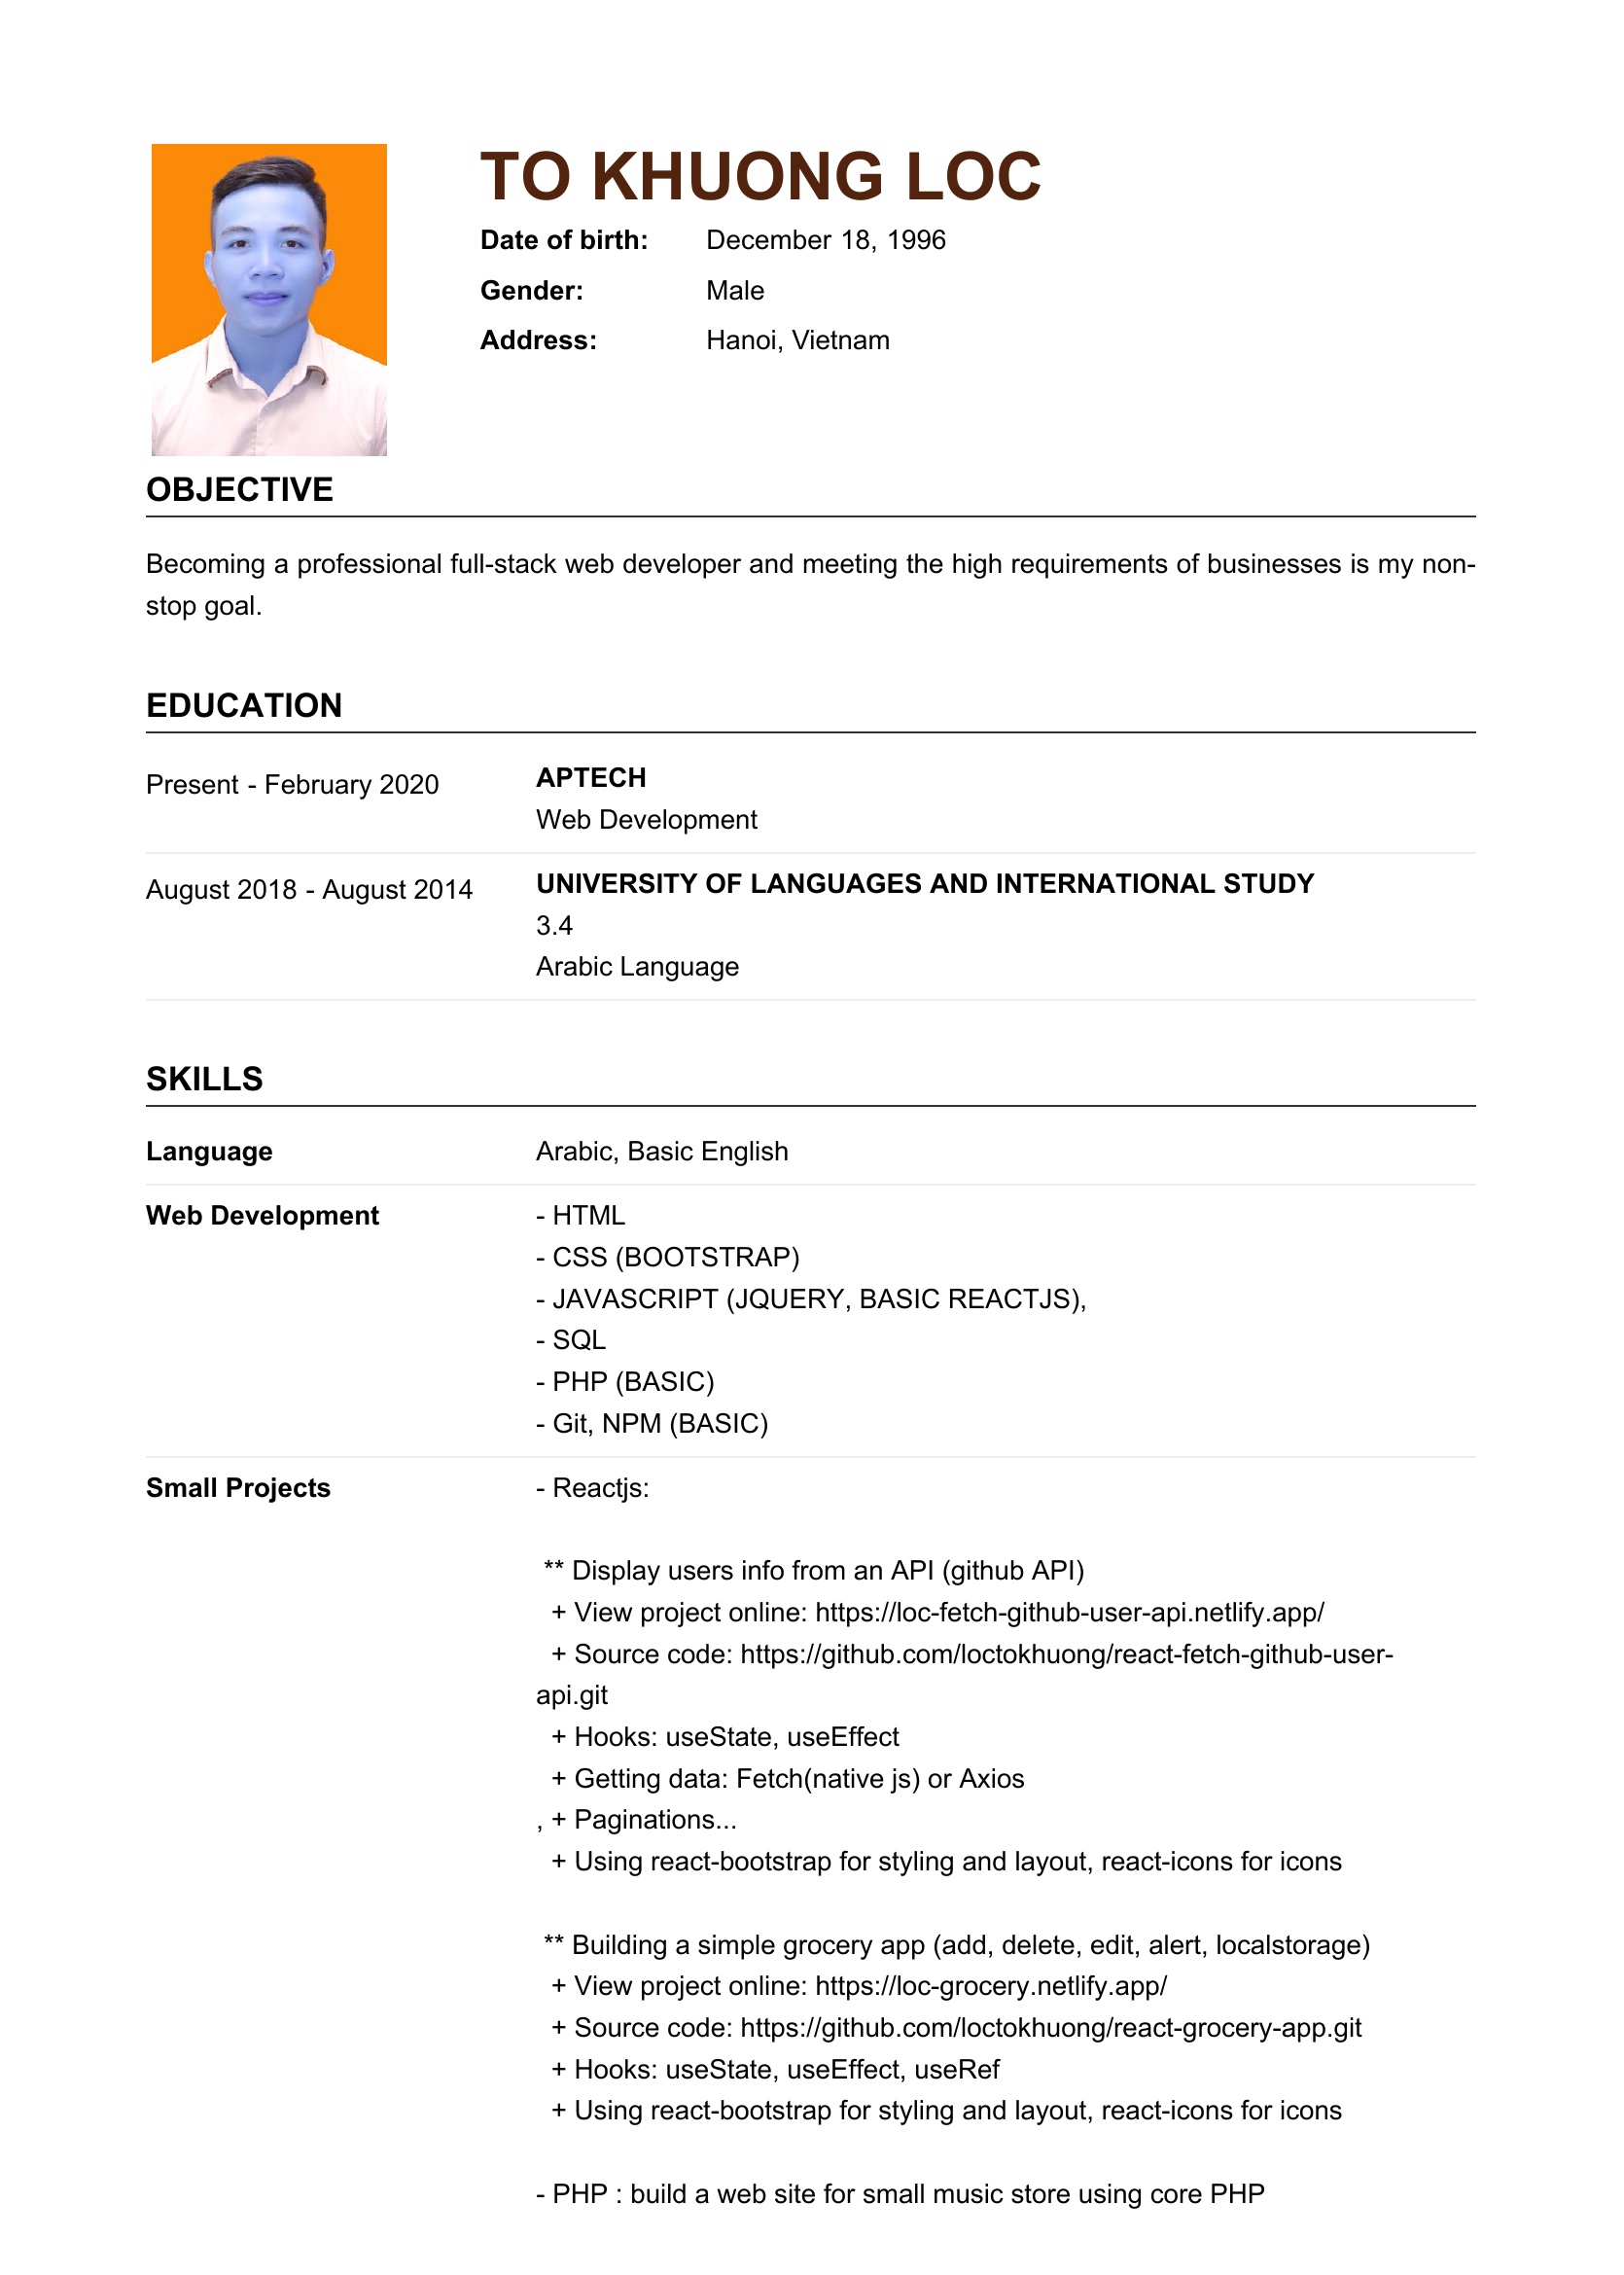 TO KHUONG LOC
Date of birth: December 18, 1996
Gender: Male
Address: Hanoi, Vietnam
OBJECTIVE
Becoming a professional full-stack web developer and meeting the high requirements of businesses is my non-
stop goal.
EDUCATION
Present - February 2020
APTECH
Web Development
August 2018 - August 2014
UNIVERSITY OF LANGUAGES AND INTERNATIONAL STUDY
3.4
Arabic Language
SKILLS
Language Arabic, Basic English
Web Development - HTML
- CSS (BOOTSTRAP)
- JAVASCRIPT (JQUERY, BASIC REACTJS),
- SQL
- PHP (BASIC)
- Git, NPM (BASIC)
Small Projects - Reactjs:
** Display users info from an API (github API)
+ View project online: https://loc-fetch-github-user-api.netlify.app/
+ Source code: https://github.com/loctokhuong/react-fetch-github-user-
api.git
+ Hooks: useState, useEffect
+ Getting data: Fetch(native js) or Axios
, + Paginations...
+ Using react-bootstrap for styling and layout, react-icons for icons
** Building a simple grocery app (add, delete, edit, alert, localstorage)
+ View project online: https://loc-grocery.netlify.app/
+ Source code: https://github.com/loctokhuong/react-grocery-app.git
+ Hooks: useState, useEffect, useRef
+ Using react-bootstrap for styling and layout, react-icons for icons
- PHP : build a web site for small music store using core PHP